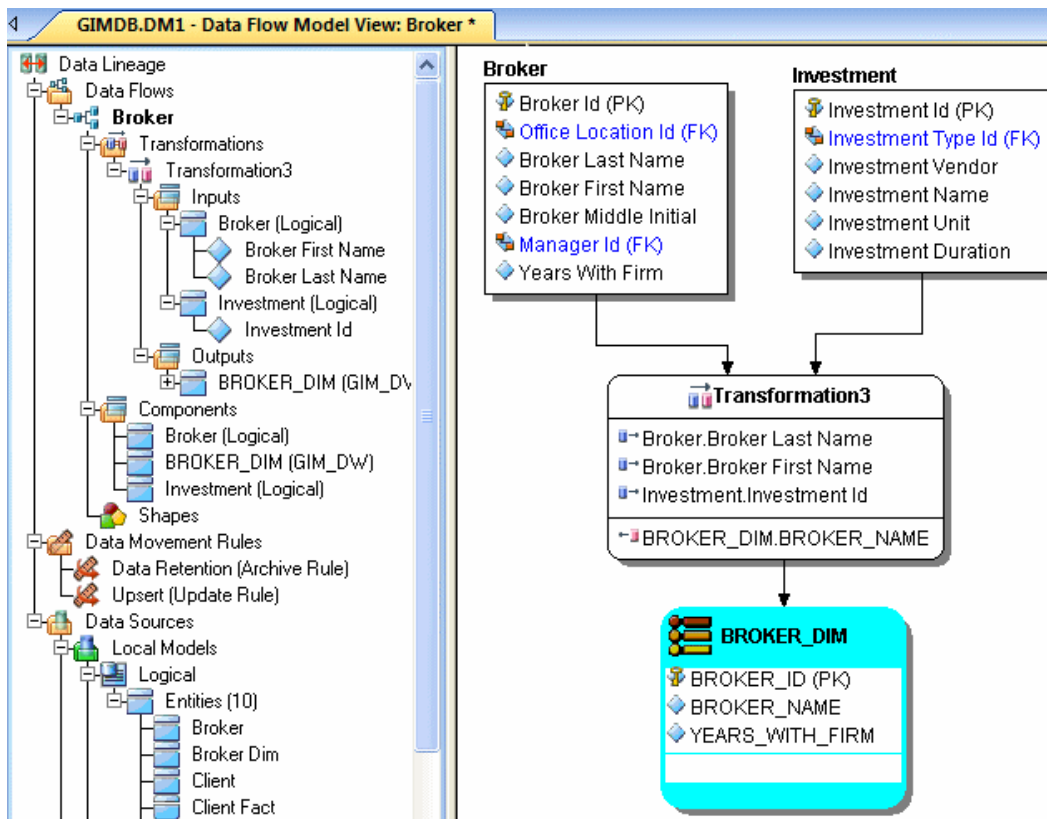 GIMDB.DM1 - Data Flow Model View: Broker *
Data Lineage
Data Flows
Broker
Transformations
Transformation3
Inputs
Broker (Logical)
Broker First Name
Broker Last Name
Investment (Logical)
Investment Id
Outputs
BROKER_DIM (GIM_DW
Components
Broker (Logical)
BROKER_DIM (GIM_DW)
Investment (Logical)
Shapes
Data Movement Rules
Data Retention (Archive Rule)
Upsert (Update Rule)
Data Sources
Local Models
Logical
Entities (10)
Broker
Broker Dim
Client
Client Fact
Broker
Broker Id (PK)
Office Location Id (FK)
Broker Last Name
Broker First Name
Broker Middle Initial
Manager Id (FK)
Years With Firm
Investment
Investment Id (PK)
Investment Type Id (FK)
Investment Vendor
Investment Name
Investment Unit
Investment Duration
Transformation3
Broker.Broker Last Name
Broker.Broker First Name
Investment.Investment Id
BROKER_DIM.BROKER_NAME
BROKER_DIM
BROKER_ID (PK)
BROKER_NAME
YEARS_WITH_FIRM